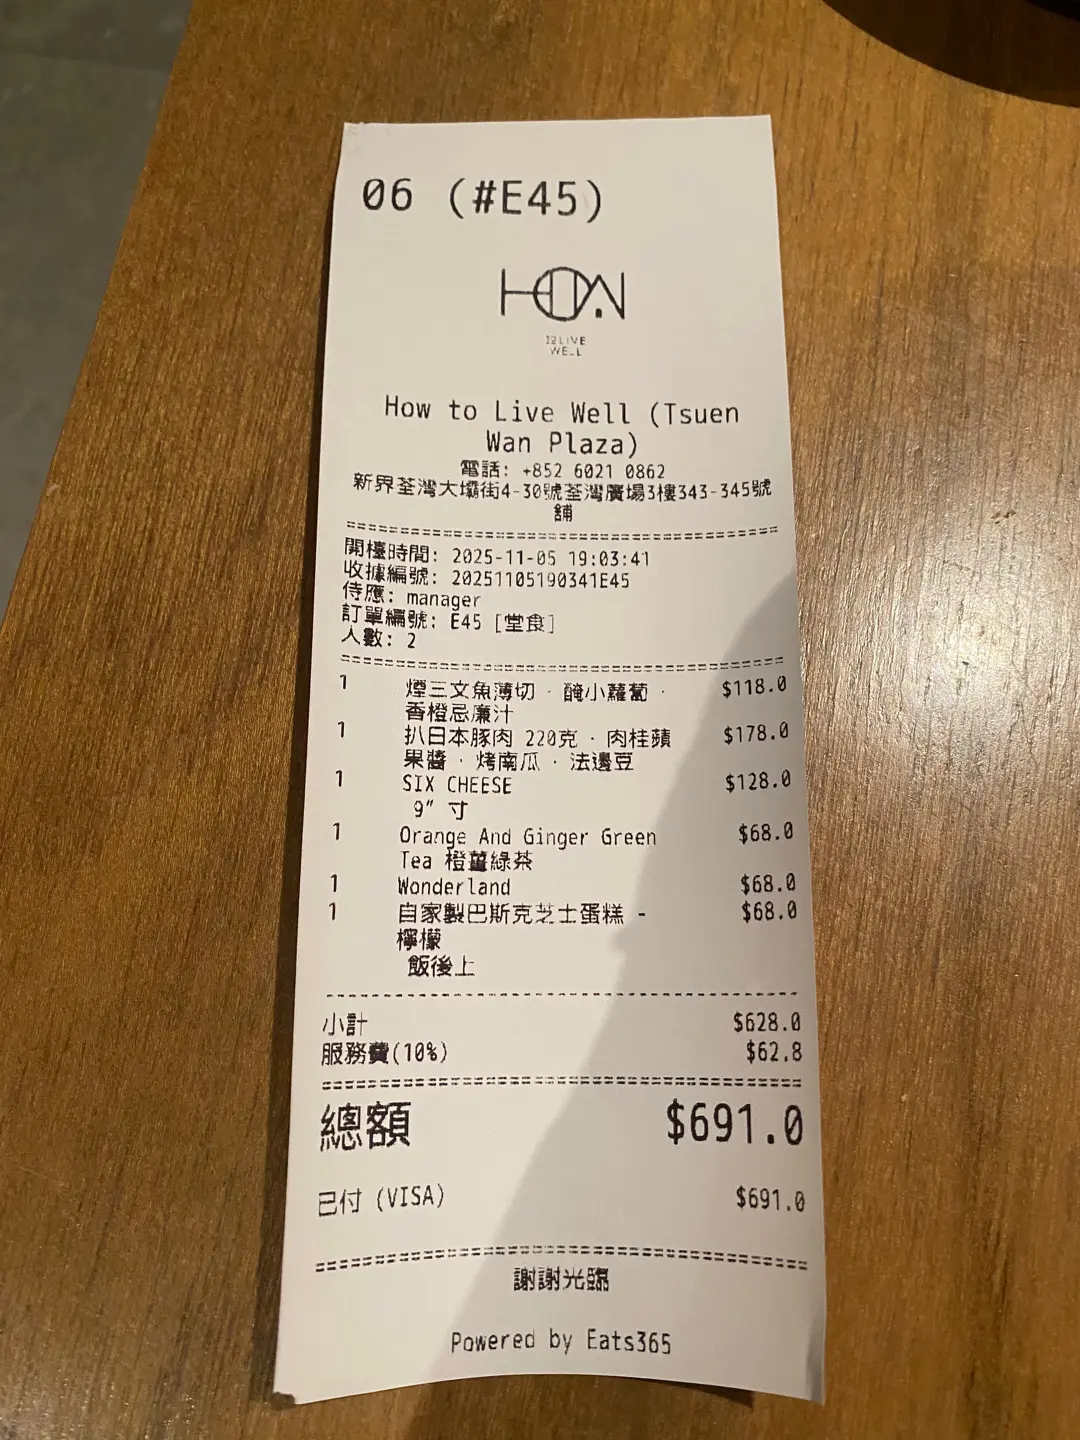 06 (#E45)
HOW
12LIVE
WELL
How to Live Well (Tsuen
Wan Plaza)
電話: +852 6021 0862
新界荃灣大壩街4-30號荃灣廣場3樓343-345號
舖
開檯時間: 2025-11-05 19:03:41
收據編號: 20251105190341E45
侍應: manager
訂單編號: E45 [堂食]
人數: 2
1 煙三文魚薄切 · 醃小蘿蔔 · $118.0
香橙忌廉汁
1 扒日本豚肉 220克 · 肉桂蘋 $178.0
果醬 · 烤南瓜 · 法邊豆
1 SIX CHEESE $128.0
9" 寸
1 Orange And Ginger Green $68.0
Tea 橙薑綠茶
1 Wonderland $68.0
1 自家製巴斯克芝士蛋糕 - $68.0
檸檬
飯後上
小計 $628.0
服務費(10%) $62.8
總額 $691.0
已付 (VISA) $691.0
謝謝光臨
Powered by Eats365